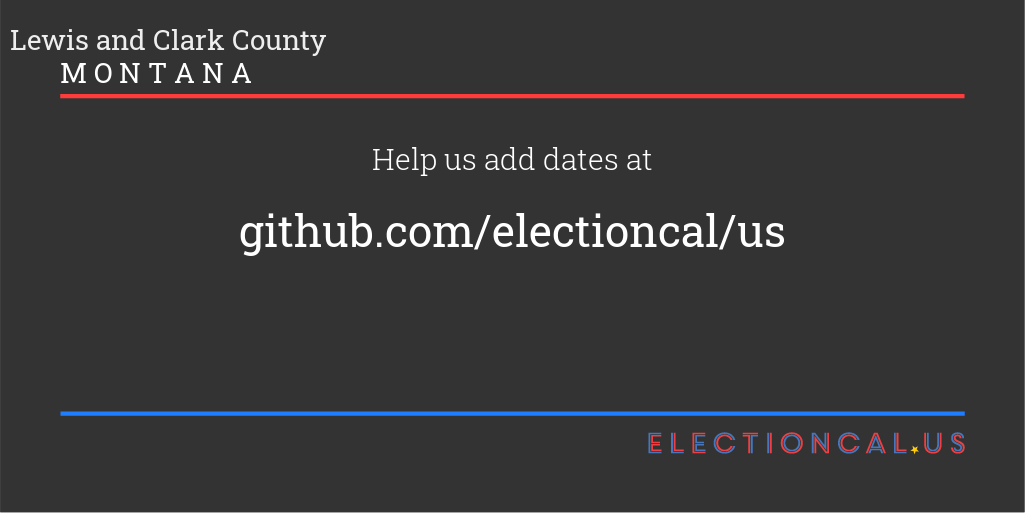 Lewis and Clark County
MONTANA
Help us add dates at
github.com/electioncal/us
ELECTIONCAL.US